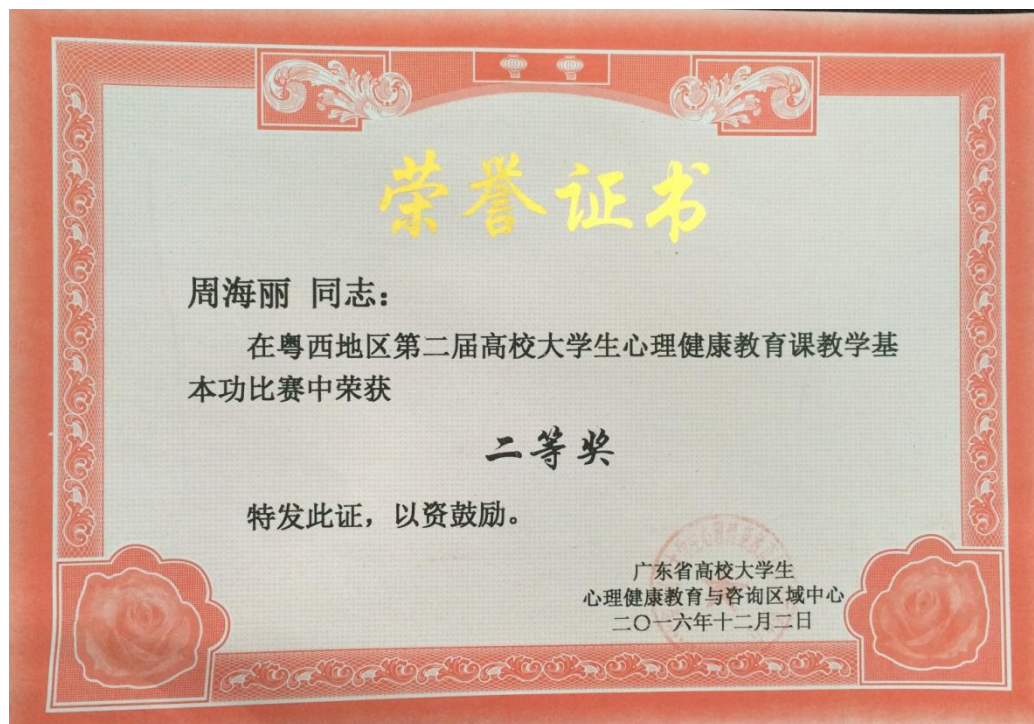 荣誉证书
周海丽 同志：
在粤西地区第二届高校大学生心理健康教育课教学基
本功比赛中荣获
二等奖
特发此证，以资鼓励。
广东省高校大学生
心理健康教育与咨询区域中心
二〇一六年十二月二日